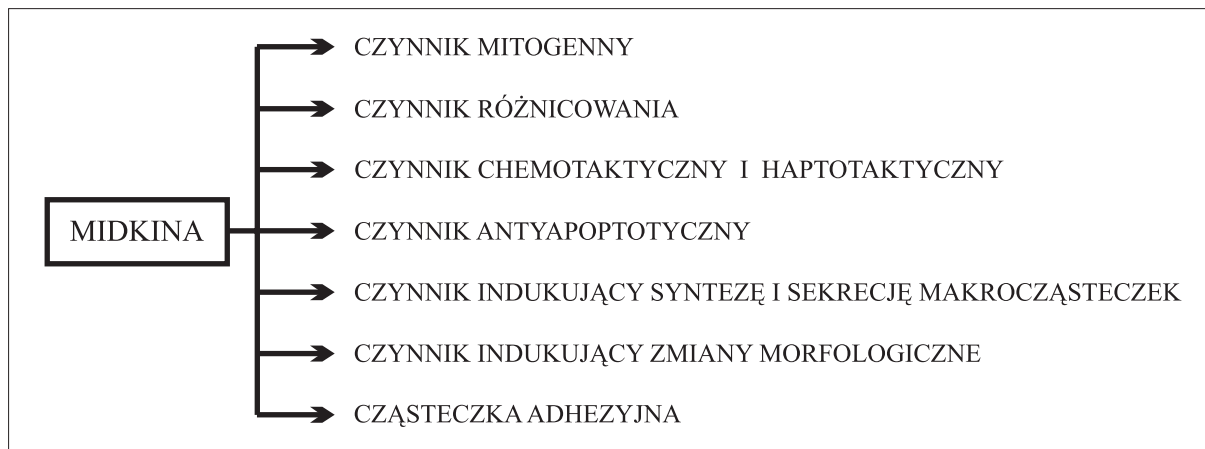 CZYNNIK MITOGENNY
CZYNNIK RÓŻNICOWANIA
CZYNNIK CHEMOTAKTYCZNY I HAPTOTAKTYCZNY
MIDKINA
CZYNNIK ANTYAPOPTOTYCZNY
CZYNNIK INDUKUJĄCY SYNTEZĘ I SEKRECJĘ MAKROCZĄSTECZEK
CZYNNIK INDUKUJĄCY ZMIANY MORFOLOGICZNE
CZĄSTECZKA ADHEZYJNA